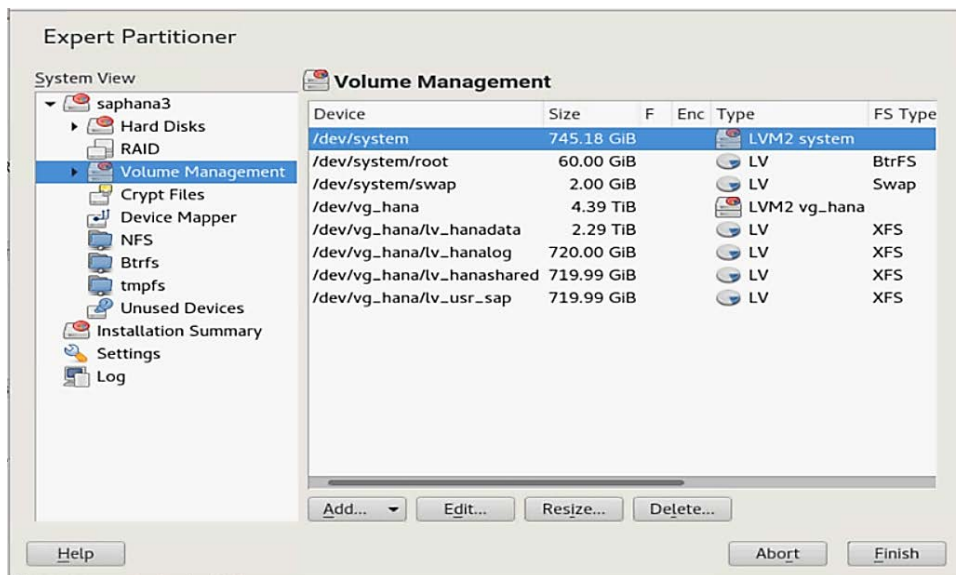 Expert Partitioner
System View
saphana3
Hard Disks
RAID
Volume Management
Crypt Files
Device Mapper
NFS
Btrfs
tmpfs
Unused Devices
Installation Summary
Settings
Log
Volume Management
Device Size F Enc Type FS Type
/dev/system 745.18 GiB LVM2 system
/dev/system/root 60.00 GiB LV BtrFS
/dev/system/swap 2.00 GiB LV Swap
/dev/vg_hana 4.39 TiB LVM2 vg_hana
/dev/vg_hana/lv_hanadata 2.29 TiB LV XFS
/dev/vg_hana/lv_hanalog 720.00 GiB LV XFS
/dev/vg_hana/lv_hanashared 719.99 GiB LV XFS
/dev/vg_hana/lv_usr_sap 719.99 GiB LV XFS
Add... Edit... Resize... Delete...
Help Abort Finish